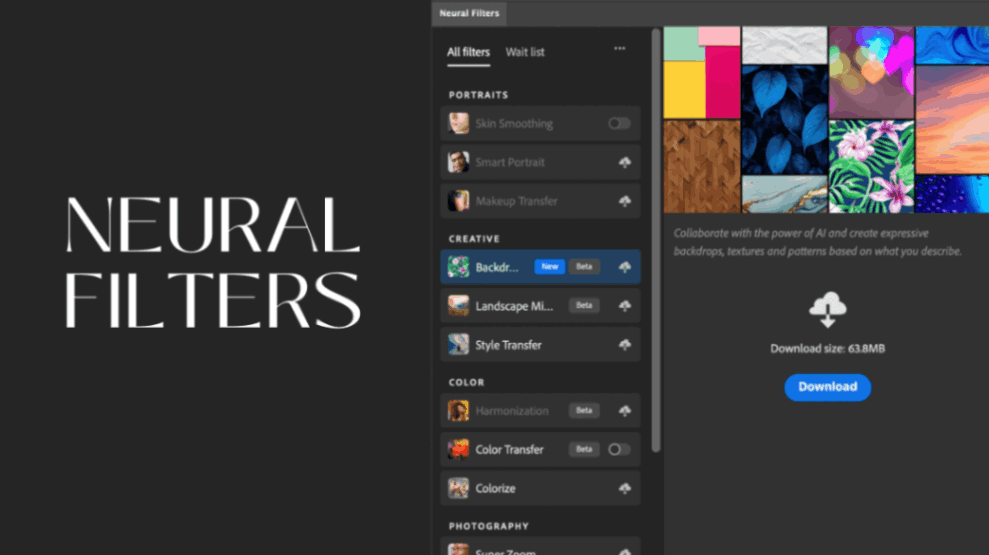 NEURAL
FILTERS
Neural Filters
All filters Wait list ...
PORTRAITS
Skin Smoothing
Smart Portrait
Makeup Transfer
CREATIVE
Backdr... New Beta
Landscape Mi... Beta
Style Transfer
COLOR
Harmonization Beta
Color Transfer Beta
Colorize
PHOTOGRAPHY
Super Zoom
Collaborate with the power of AI and create expressive
backdrops, textures and patterns based on what you describe.
Download size: 63.8MB
Download